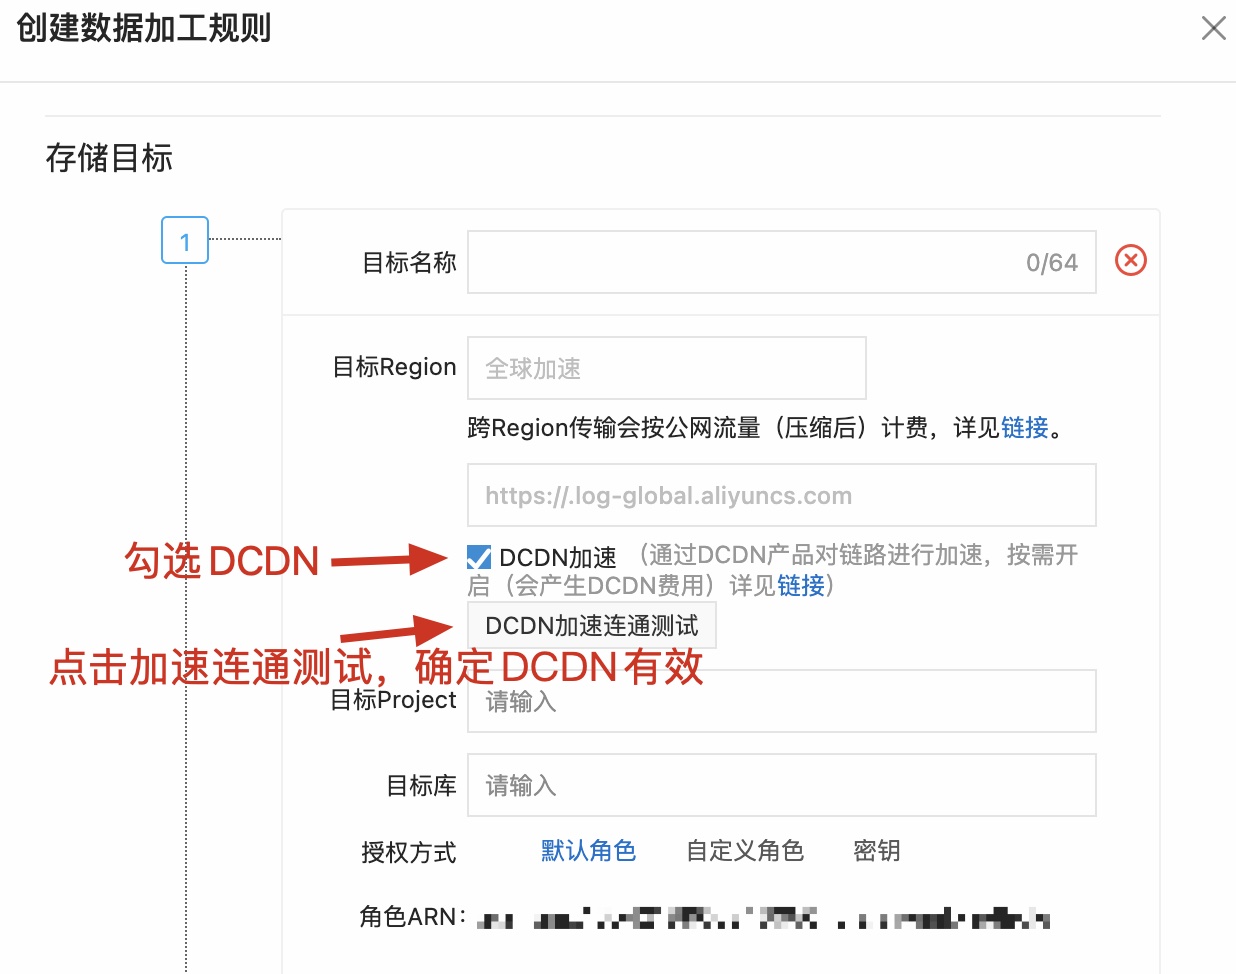 创建数据加工规则
存储目标
1
目标名称
0/64
目标Region
全球加速
跨Region传输会按公网流量（压缩后）计费，详见链接。
https://.log-global.aliyuncs.com
勾选DCDN
DCDN加速 （通过DCDN产品对链路进行加速，按需开
启（会产生DCDN费用）详见链接）
DCDN加速连通测试
点击加速连通测试，确定DCDN有效
目标Project
请输入
目标库
请输入
授权方式 默认角色 自定义角色 密钥
角色ARN：